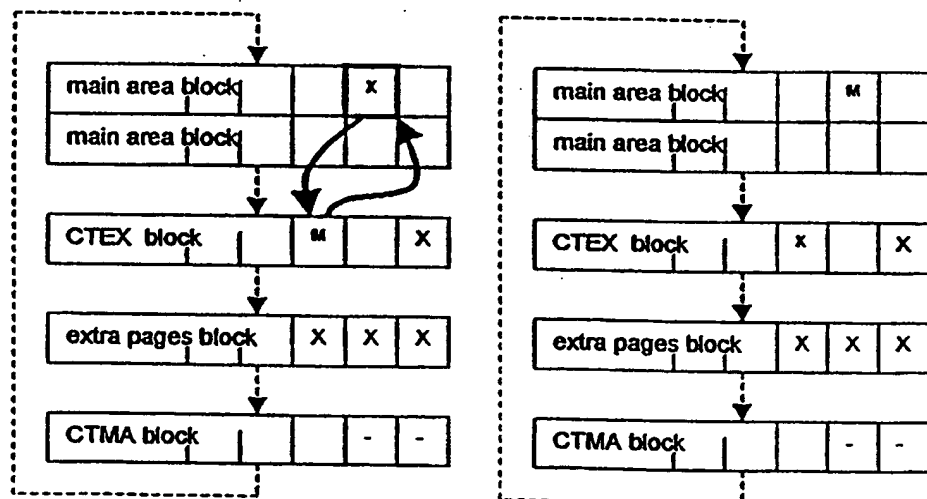 main area block x
main area block
CTEX block M X
extra pages block X X X
CTMA block - -
main area block M
main area block
CTEX block x X
extra pages block X X X
CTMA block - -